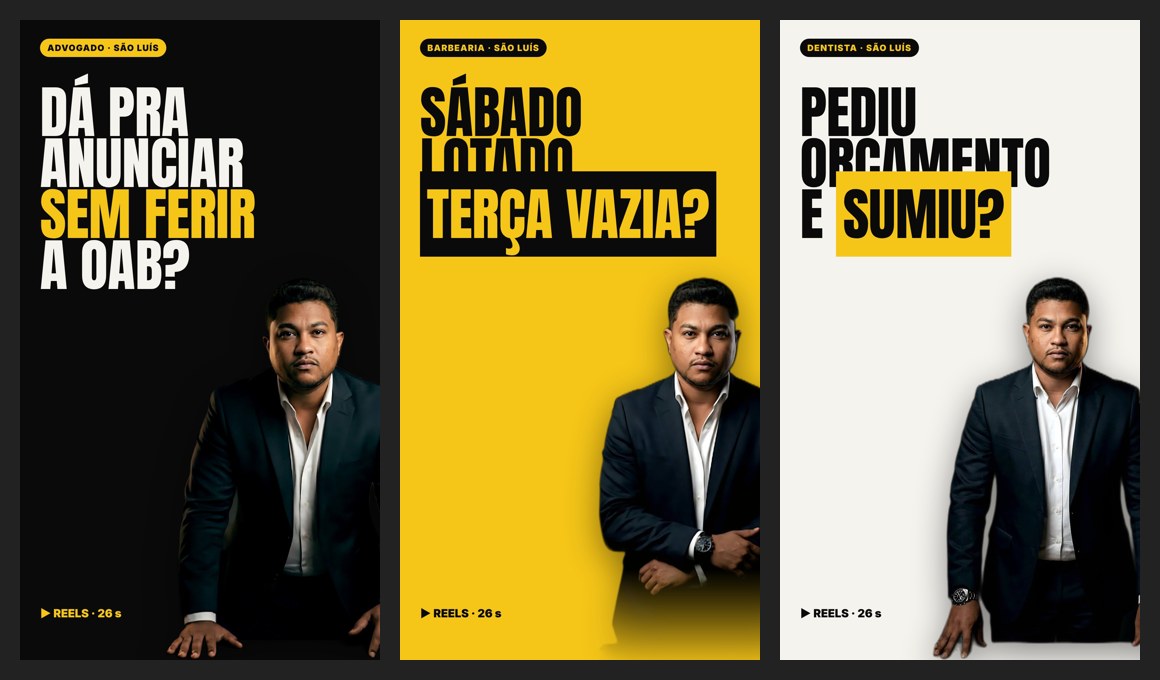 ADVOGADO · SÃO LUÍS
DÁ PRA
ANUNCIAR
SEM FERIR
A OAB?
▶ REELS · 26 s
BARBEARIA · SÃO LUÍS
SÁBADO
LOTADO
TERÇA VAZIA?
▶ REELS · 26 s
DENTISTA · SÃO LUÍS
PEDIU
ORÇAMENTO
E SUMIU?
▶ REELS · 26 s